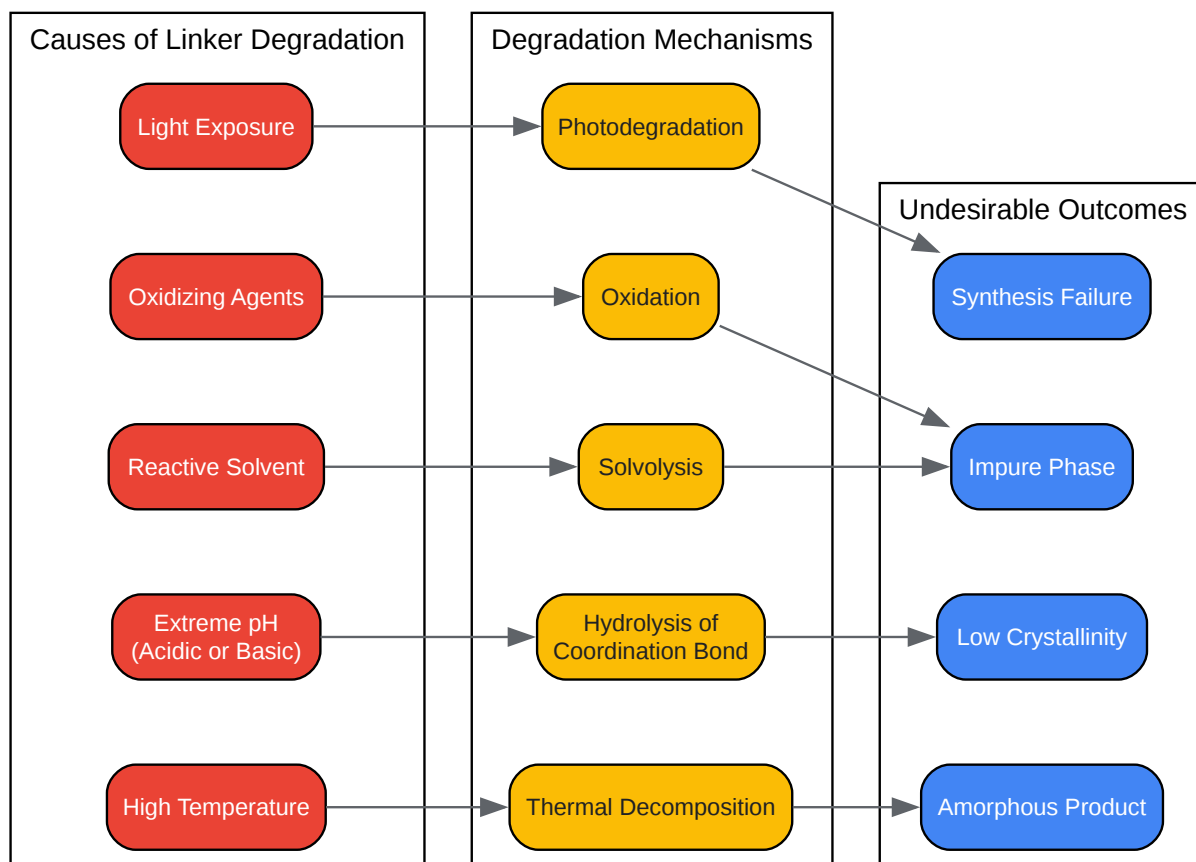 Causes of Linker Degradation
Light Exposure
Oxidizing Agents
Reactive Solvent
Extreme pH
(Acidic or Basic)
High Temperature
Degradation Mechanisms
Photodegradation
Oxidation
Solvolysis
Hydrolysis of
Coordination Bond
Thermal Decomposition
Undesirable Outcomes
Synthesis Failure
Impure Phase
Low Crystallinity
Amorphous Product